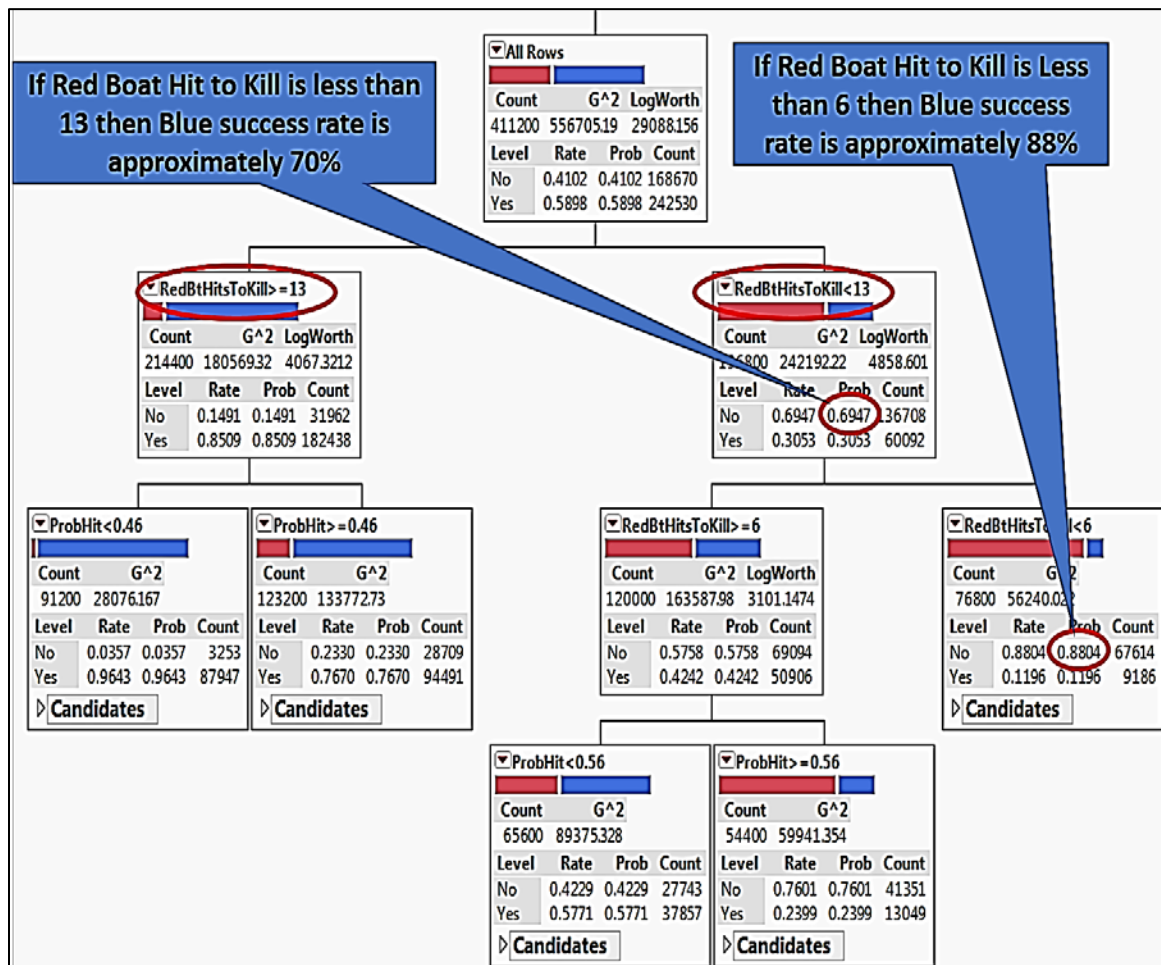 If Red Boat Hit to Kill is less than
13 then Blue success rate is
approximately 70%
If Red Boat Hit to Kill is Less
than 6 then Blue success
rate is approximately 88%
All Rows
Count G^2 LogWorth
411200 556705.19 29088.156
Level Rate Prob Count
No 0.4102 0.4102 168670
Yes 0.5898 0.5898 242530
RedBtHitsToKill>=13
Count G^2 LogWorth
214400 180569.32 4067.3212
Level Rate Prob Count
No 0.1491 0.1491 31962
Yes 0.8509 0.8509 182438
RedBtHitsToKill<13
Count G^2 LogWorth
242192.22 4858.601
Level Rate Prob Count
No 0.6947 0.6947 136708
Yes 0.3053 0.3053 60092
ProbHit<0.46
Count G^2
91200 28076.167
Level Rate Prob Count
No 0.0357 0.0357 3253
Yes 0.9643 0.9643 87947
Candidates
ProbHit>=0.46
Count G^2
123200 133772.73
Level Rate Prob Count
No 0.2330 0.2330 28709
Yes 0.7670 0.7670 94491
Candidates
RedBtHitsToKill>=6
Count G^2 LogWorth
120000 163587.98 3101.1474
Level Rate Prob Count
No 0.5758 0.5758 69094
Yes 0.4242 0.4242 50906
RedBtHitsToKill<6
Count G^2
76800
Level Rate Prob Count
No 0.8804 0.8804 67614
Yes 0.1196 0.1196 9186
Candidates
ProbHit<0.56
Count G^2
65600 89375.328
Level Rate Prob Count
No 0.4229 0.4229 27743
Yes 0.5771 0.5771 37857
Candidates
ProbHit>=0.56
Count G^2
54400 59941.354
Level Rate Prob Count
No 0.7601 0.7601 41351
Yes 0.2399 0.2399 13049
Candidates